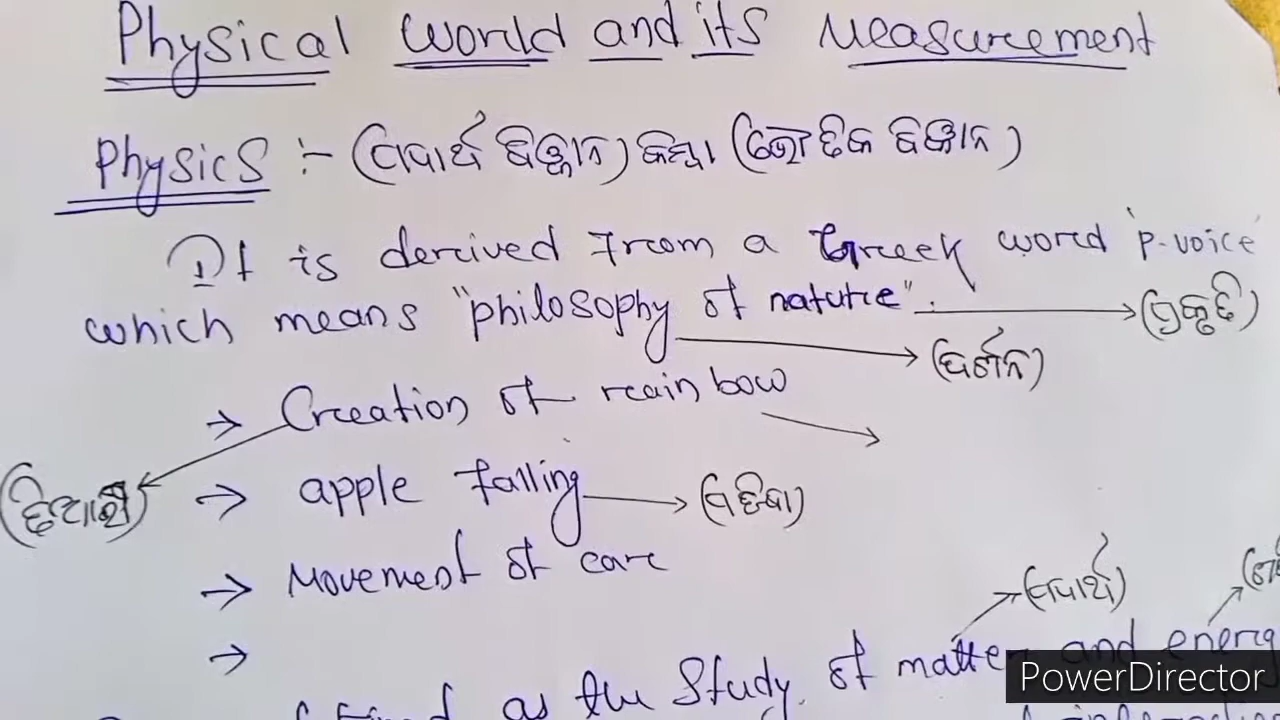 Physical world and its Measurement
Physics :- (ପଦାର୍ଥ ବିଜ୍ଞାନ) କିମ୍ବା (ଭୌତିକ ବିଜ୍ଞାନ)
It is derived from a Greek word 'p-voice'
which means "philosophy of nature". → (ପ୍ରକୃତି)
(ଦର୍ଶନ)
→ Creation of rainbow →
→ apple falling → (ପଡିବା)
→ Movement of car
(ପଦାର୍ଥ)
→
as the study of matter and energy
PowerDirector